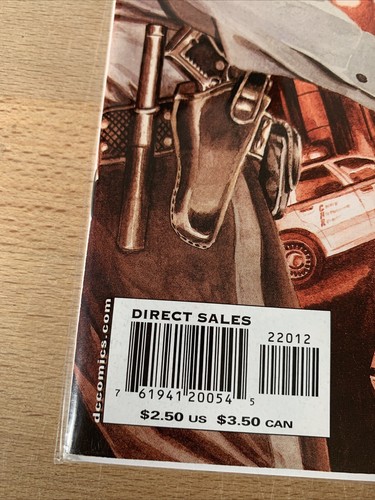 DIRECT SALES
22012
7 61941 20054 5
$2.50 US $3.50 CAN
dccomics.com